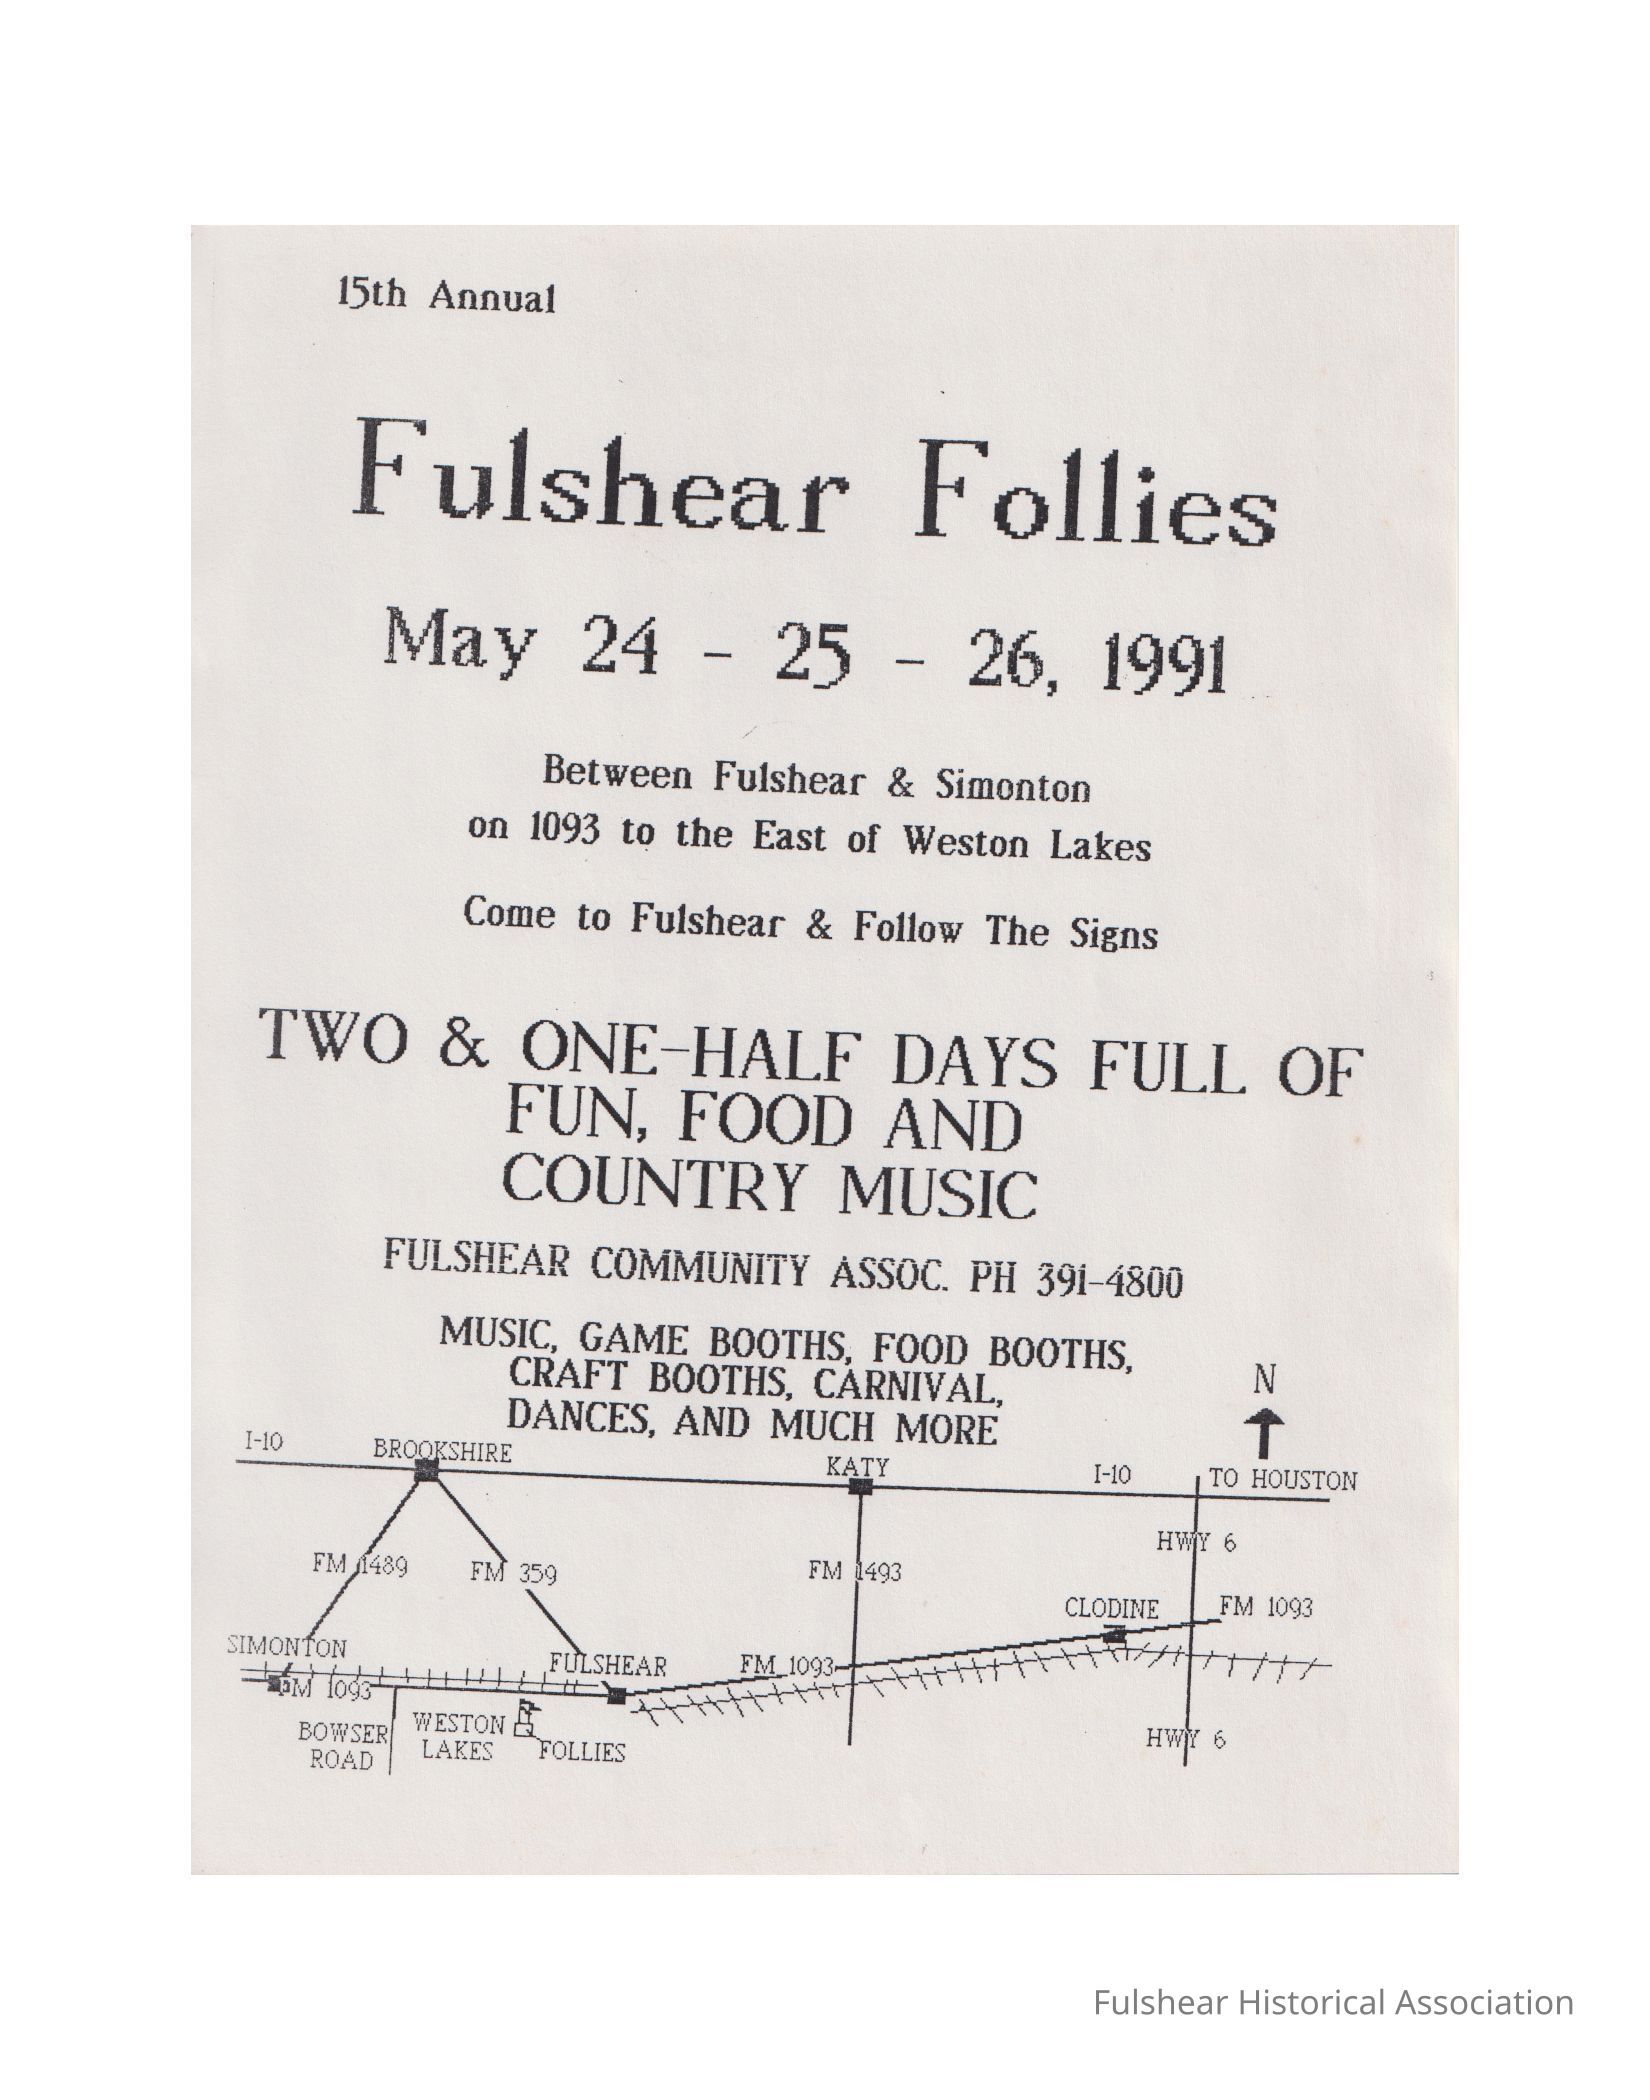 15th Annual
Fulshear Follies
May 24 - 25 - 26, 1991
Between Fulshear & Simonton
on 1093 to the East of Weston Lakes
Come to Fulshear & Follow The Signs
TWO & ONE-HALF DAYS FULL OF
FUN, FOOD AND
COUNTRY MUSIC
FULSHEAR COMMUNITY ASSOC. PH 391-4800
MUSIC, GAME BOOTHS, FOOD BOOTHS,
CRAFT BOOTHS, CARNIVAL,
DANCES, AND MUCH MORE
N
I-10
BROOKSHIRE
KATY
I-10
TO HOUSTON
HWY 6
FM 1489
FM 359
FM 1493
CLODINE
FM 1093
SIMONTON
FULSHEAR
FM 1093
FM 1093
BOWSER
ROAD
WESTON
LAKES
FOLLIES
HWY 6
Fulshear Historical Association